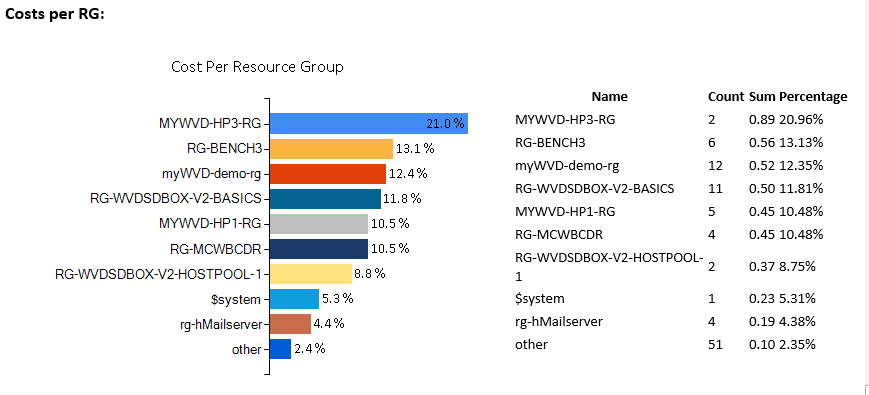 Costs per RG:
Cost Per Resource Group
MYWVD-HP3-RG 21.0 %
RG-BENCH3 13.1 %
myWVD-demo-rg 12.4 %
RG-WVDSDBOX-V2-BASICS 11.8 %
MYWVD-HP1-RG 10.5 %
RG-MCWBCDR 10.5 %
RG-WVDSDBOX-V2-HOSTPOOL-1 8.8 %
$system 5.3 %
rg-hMailserver 4.4 %
other 2.4 %
Name Count Sum Percentage
MYWVD-HP3-RG 2 0.89 20.96%
RG-BENCH3 6 0.56 13.13%
myWVD-demo-rg 12 0.52 12.35%
RG-WVDSDBOX-V2-BASICS 11 0.50 11.81%
MYWVD-HP1-RG 5 0.45 10.48%
RG-MCWBCDR 4 0.45 10.48%
RG-WVDSDBOX-V2-HOSTPOOL-
1 2 0.37 8.75%
$system 1 0.23 5.31%
rg-hMailserver 4 0.19 4.38%
other 51 0.10 2.35%